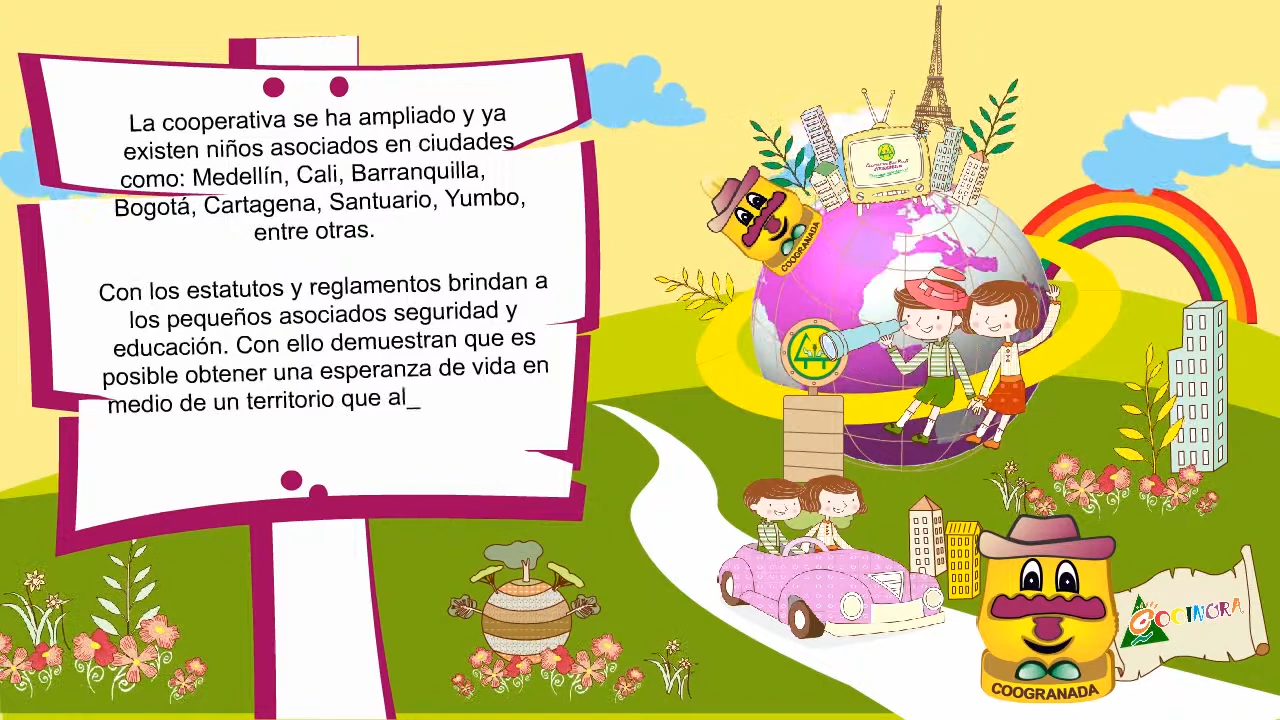 La cooperativa se ha ampliado y ya
existen niños asociados en ciudades
como: Medellín, Cali, Barranquilla,
Bogotá, Cartagena, Santuario, Yumbo,
entre otras.
Con los estatutos y reglamentos brindan a
los pequeños asociados seguridad y
educación. Con ello demuestran que es
posible obtener una esperanza de vida en
medio de un territorio que al_
COOGRANADA
COOGRANADA
COOCINORA